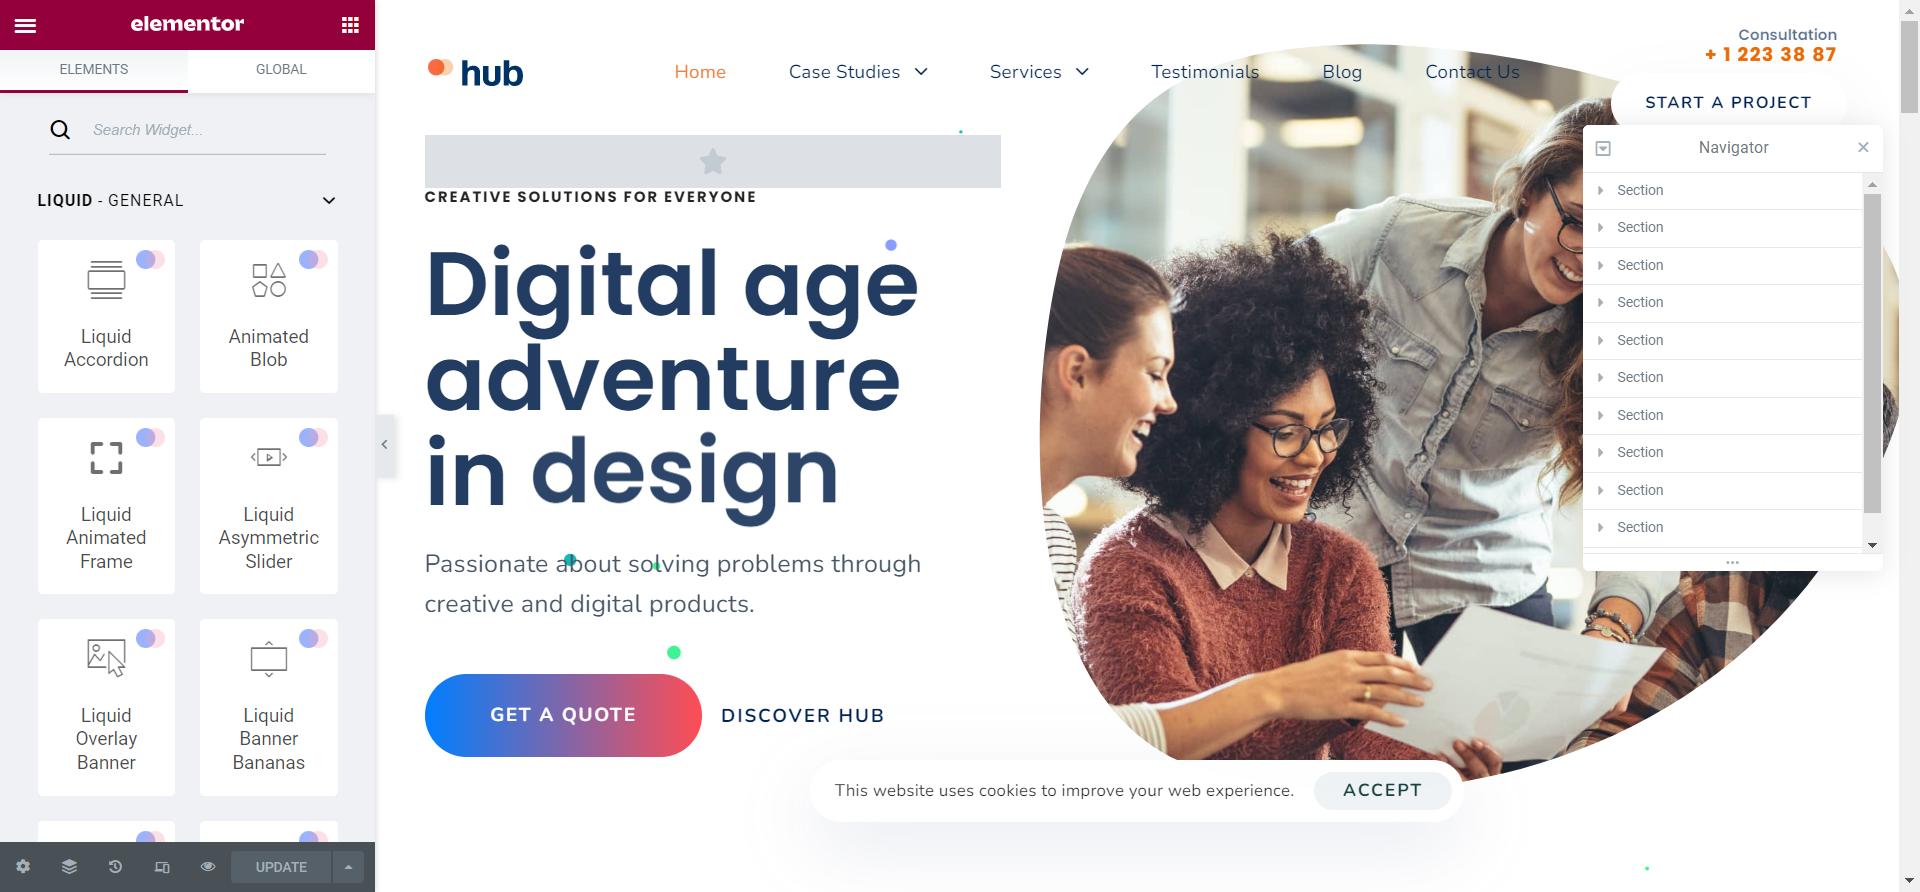 elementor
ELEMENTS
GLOBAL
Search Widget...
LIQUID - GENERAL
Liquid
Accordion
Animated
Blob
Liquid
Animated
Frame
Liquid
Asymmetric
Slider
Liquid
Overlay
Banner
Liquid
Banner
Bananas
UPDATE
hub
Home
Case Studies
Services
Testimonials
Blog
Contact Us
Consultation
+ 1 223 38 87
START A PROJECT
CREATIVE SOLUTIONS FOR EVERYONE
Digital age
adventure
in design
Passionate about solving problems through
creative and digital products.
GET A QUOTE
DISCOVER HUB
Navigator
Section
Section
Section
Section
Section
Section
Section
Section
Section
Section
This website uses cookies to improve your web experience.
ACCEPT